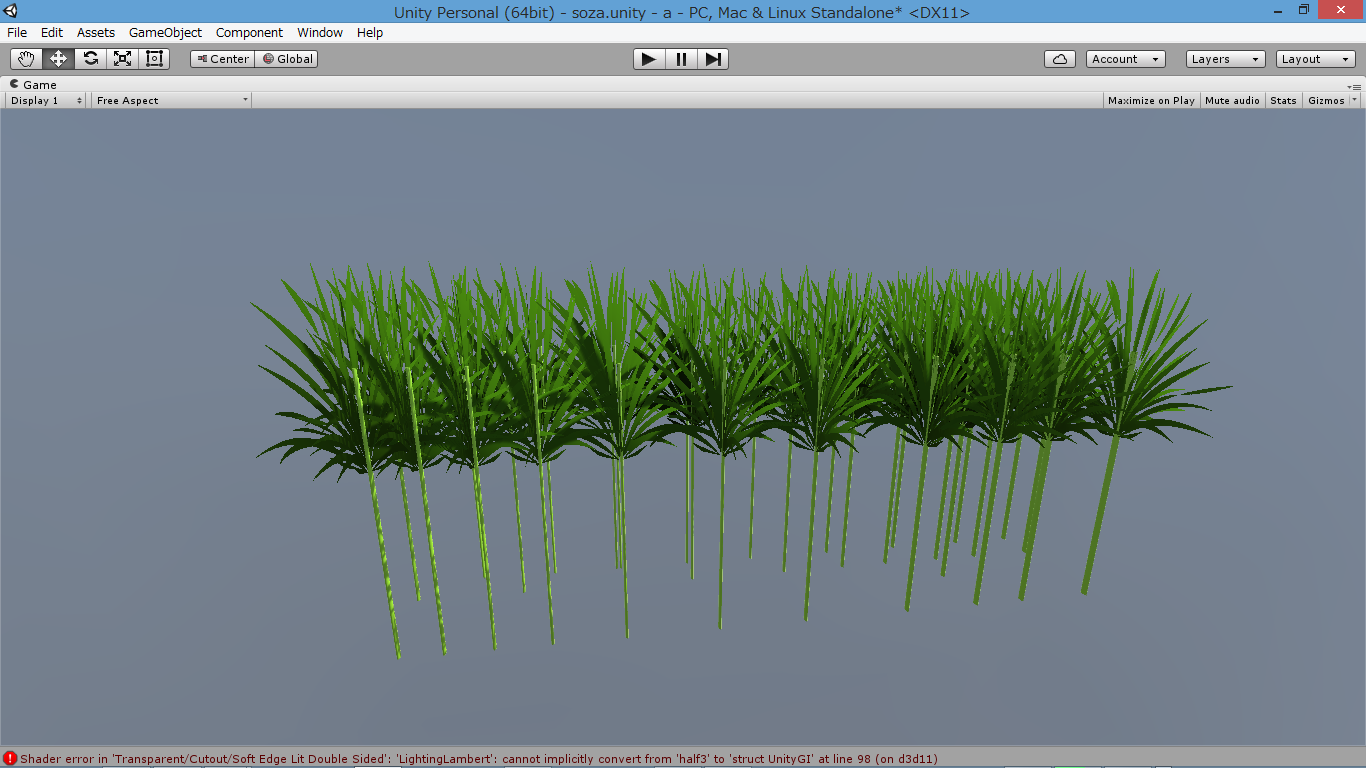 Unity Personal (64bit) - soza.unity - a - PC, Mac & Linux Standalone* <DX11>
File Edit Assets GameObject Component Window Help
Center Global Account Layers Layout
Game
Display 1 Free Aspect Maximize on Play Mute audio Stats Gizmos
Shader error in 'Transparent/Cutout/Soft Edge Lit Double Sided': 'LightingLambert': cannot implicitly convert from 'half3' to 'struct UnityGI' at line 98 (on d3d11)